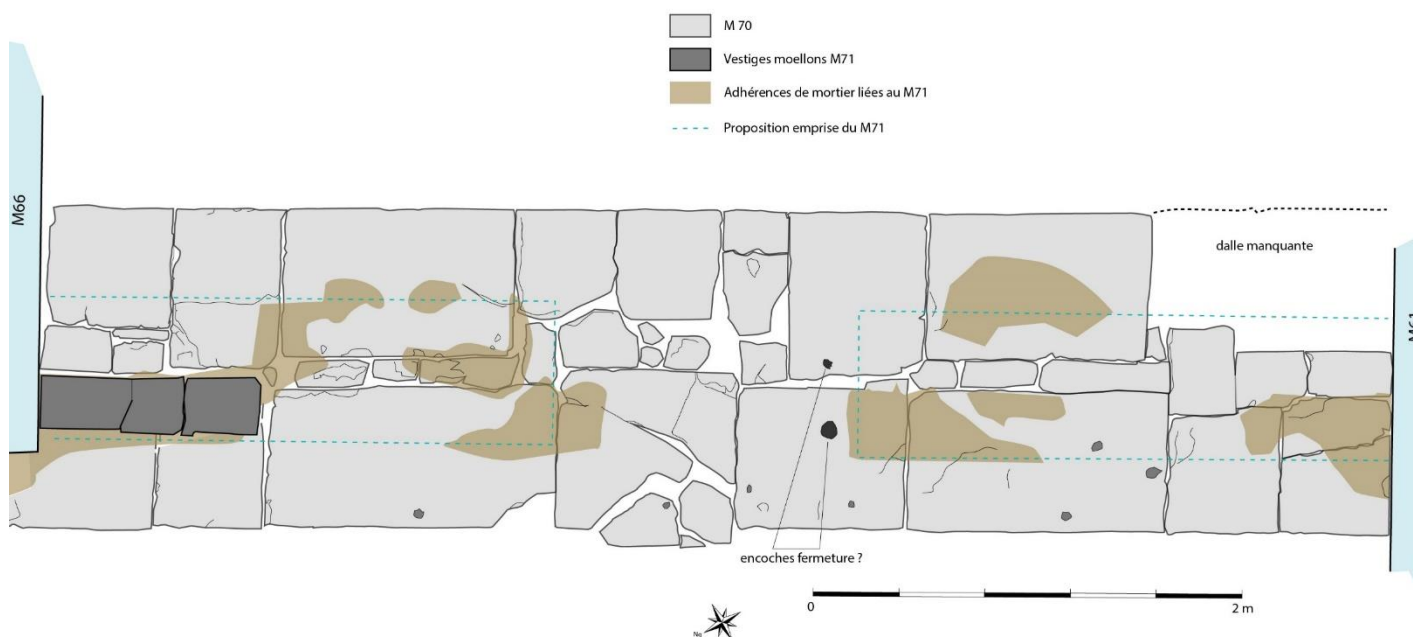 M 70
Vestiges moellons M71
Adhérences de mortier liées au M71
Proposition emprise du M71
M66
dalle manquante
M61
encoches fermeture ?
0
2 m